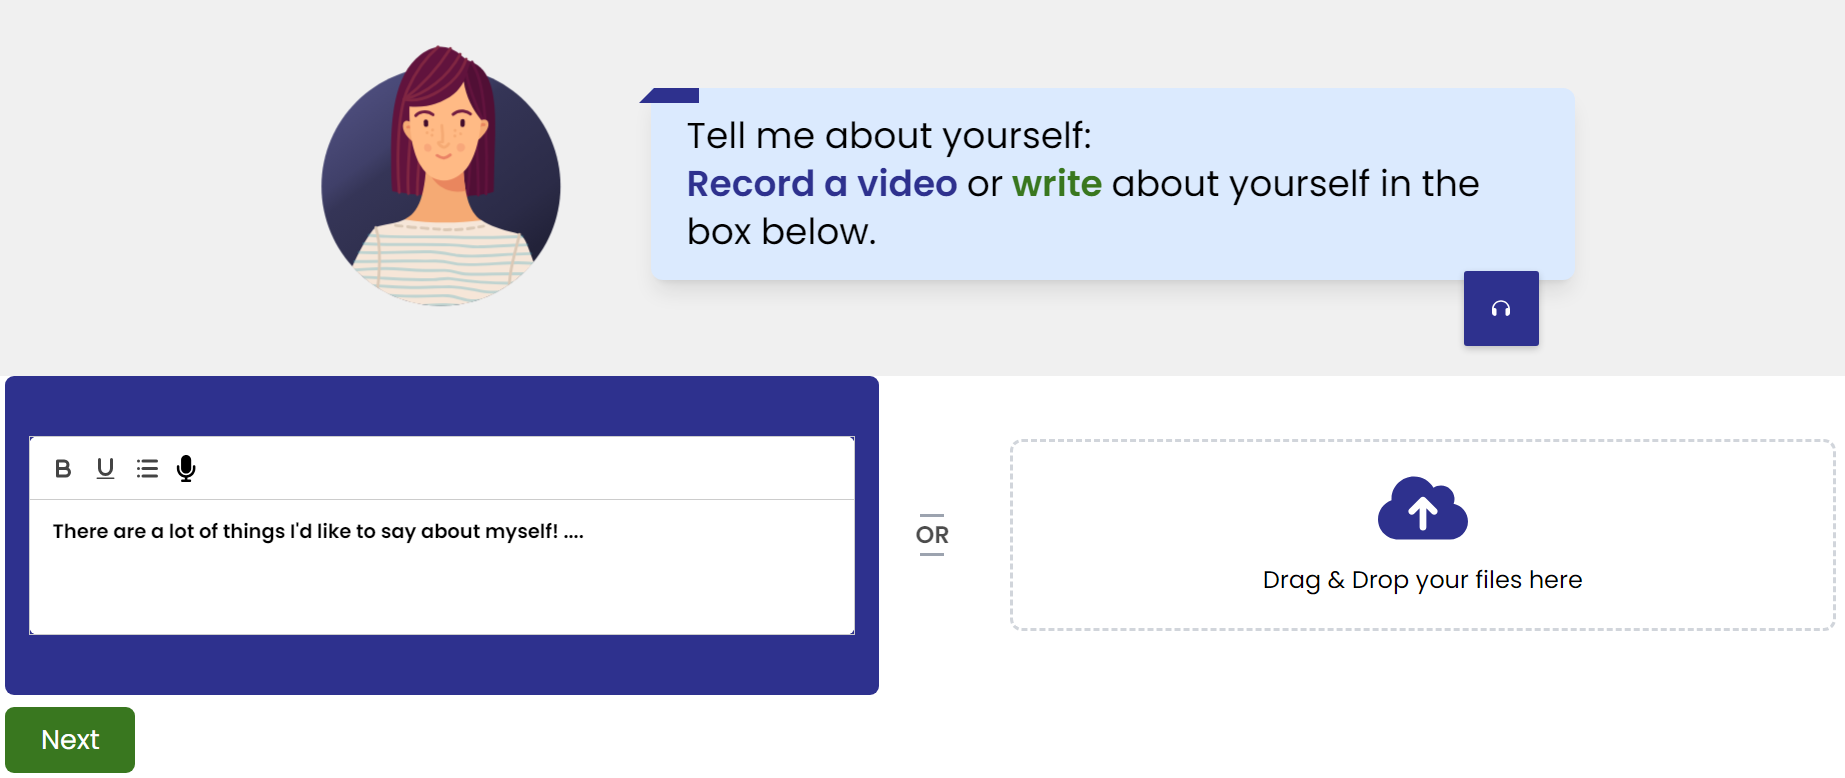 Tell me about yourself:
Record a video or write about yourself in the
box below.
B U
There are a lot of things I'd like to say about myself! ....
OR
Drag & Drop your files here
Next